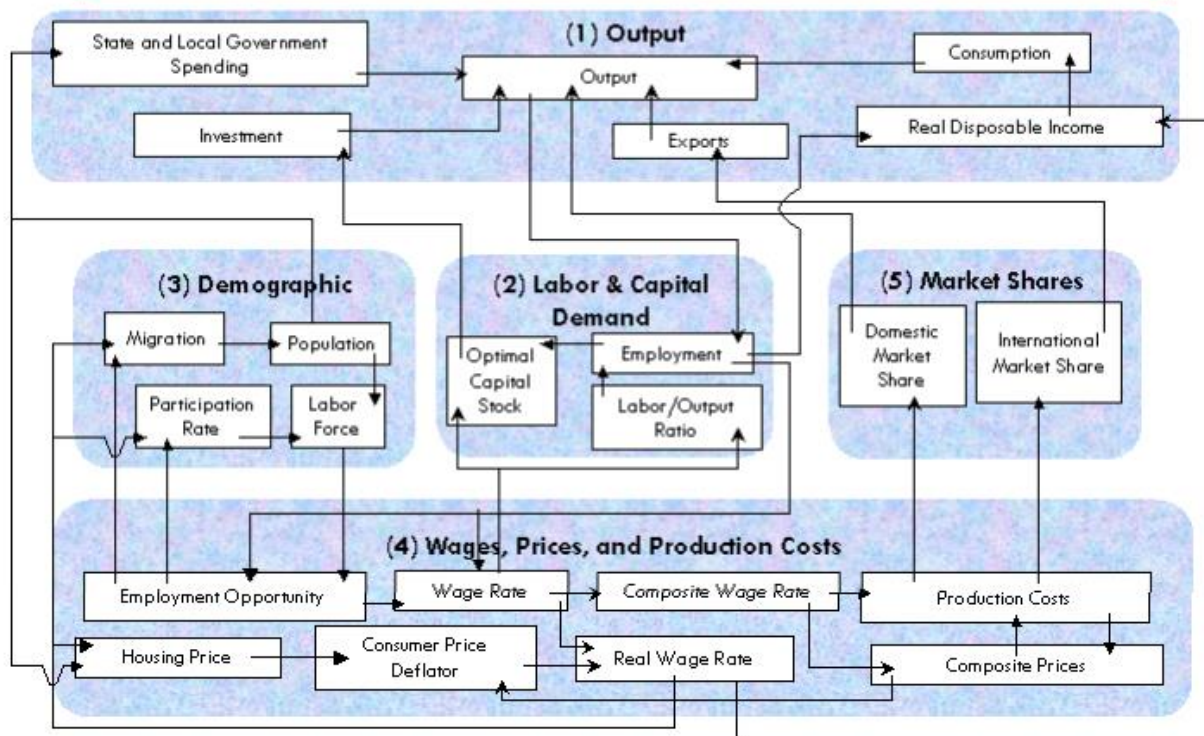 (1) Output
State and Local Government
Spending
Output
Consumption
Investment
Exports
Real Disposable Income
(3) Demographic
Migration
Population
Participation
Rate
Labor
Force
(2) Labor & Capital
Demand
Optimal
Capital
Stock
Employment
Labor/Output
Ratio
(5) Market Shares
Domestic
Market
Share
International
Market Share
(4) Wages, Prices, and Production Costs
Employment Opportunity
Wage Rate
Composite Wage Rate
Production Costs
Housing Price
Consumer Price
Deflator
Real Wage Rate
Composite Prices